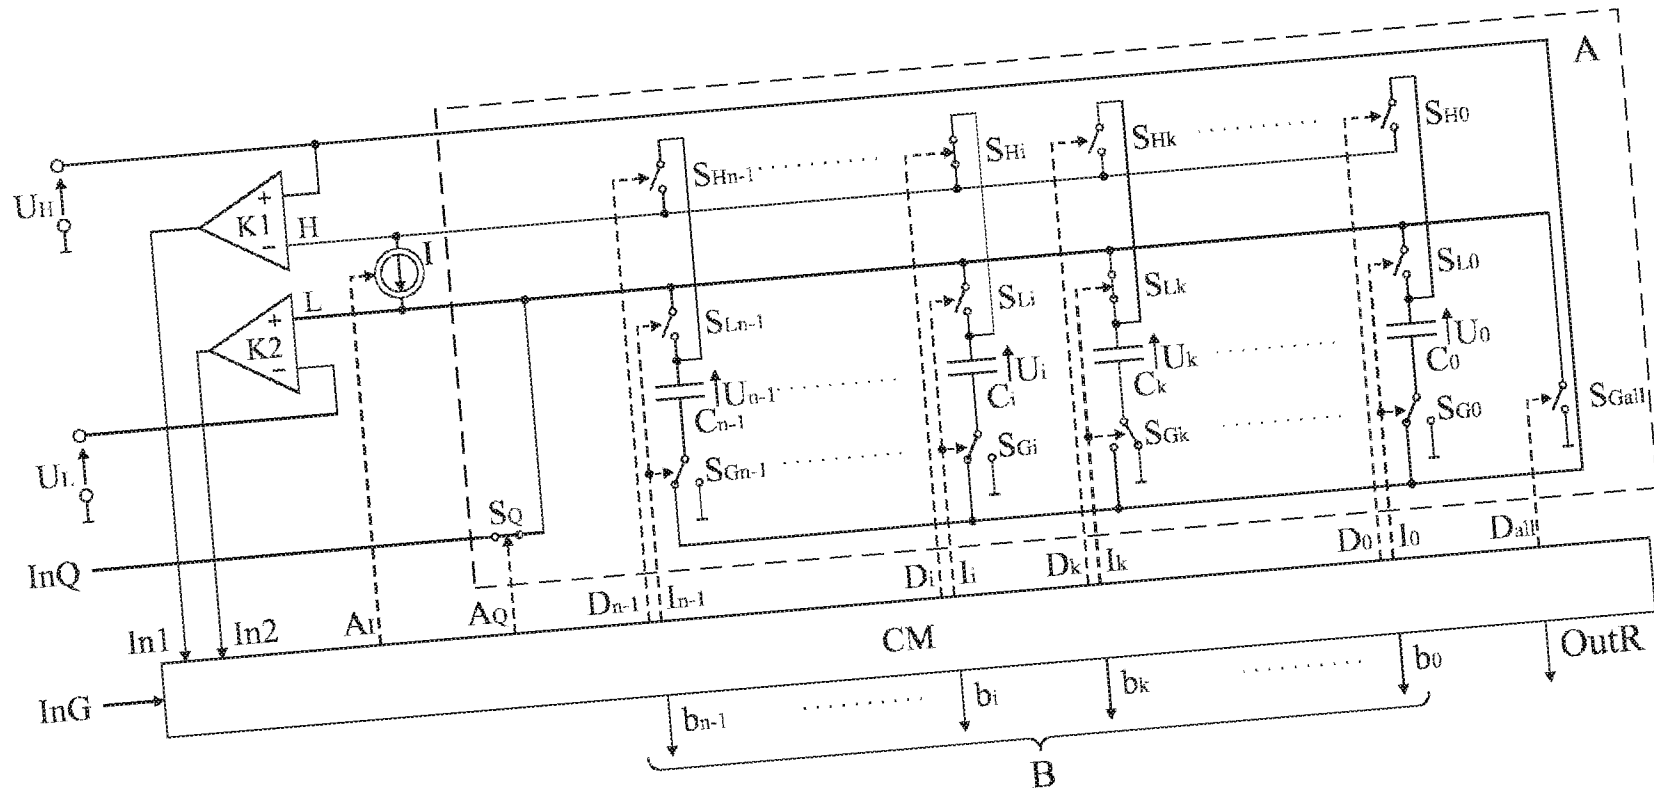 A
UH
K1
+
−
H
I
SHn-1
SHi
SHk
SH0
K2
+
−
L
SLn-1
SLi
SLk
SL0
Un-1
Cn-1
Ui
Ci
Uk
Ck
U0
C0
UL
SGn-1
SGi
SGk
SG0
SGall
SQ
InQ
In1
In2
AI
AQ
Dn-1
In-1
Di
Ii
Dk
Ik
D0
I0
Dall
CM
InG
bn-1
bi
bk
b0
OutR
B